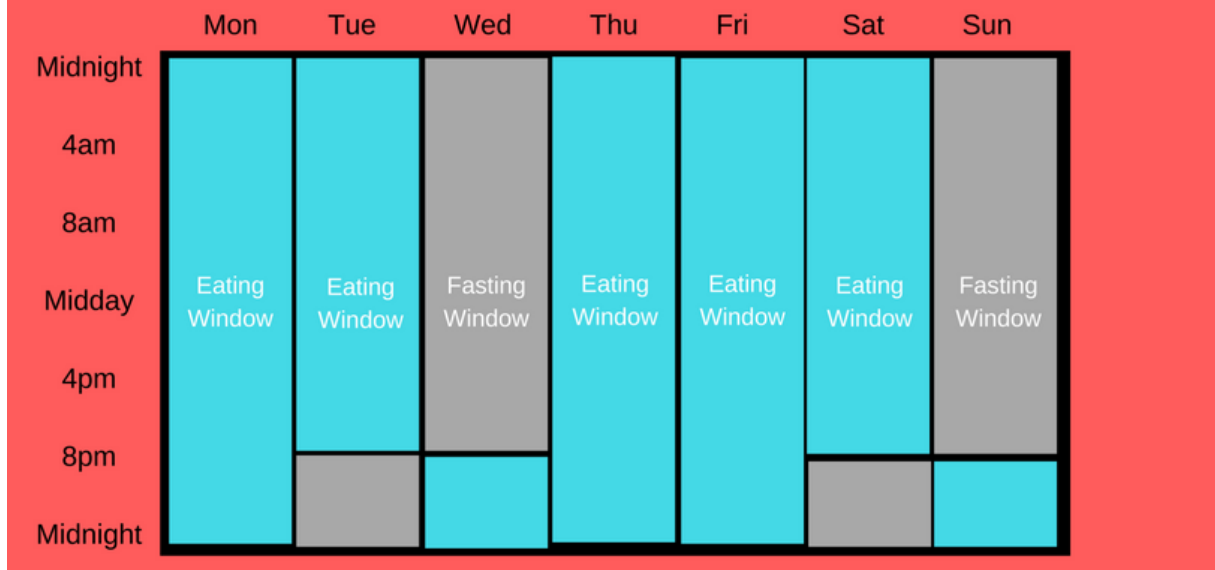 Mon Tue Wed Thu Fri Sat Sun
Midnight
4am
8am
Midday
4pm
8pm
Midnight
Eating
Window
Eating
Window
Fasting
Window
Eating
Window
Eating
Window
Eating
Window
Fasting
Window